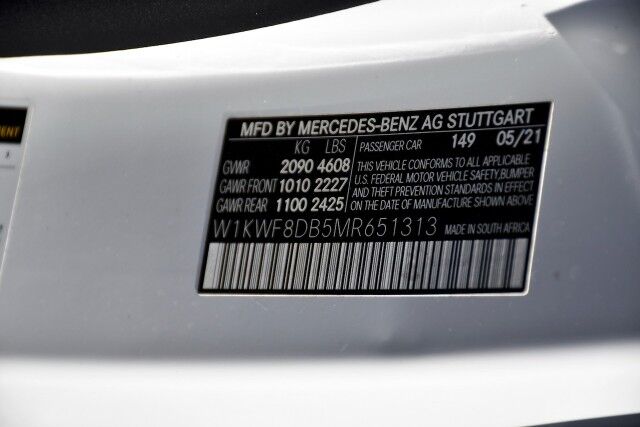 MENT
MFD BY MERCEDES-BENZ AG STUTTGART
KG LBS PASSENGER CAR 149 05/21
GVWR 2090 4608 THIS VEHICLE CONFORMS TO ALL APPLICABLE
GAWR FRONT 1010 2227 U.S. FEDERAL MOTOR VEHICLE SAFETY, BUMPER
AND THEFT PREVENTION STANDARDS IN EFFECT
GAWR REAR 1100 2425 ON THE DATE OF MANUFACTURE SHOWN ABOVE.
W1KWF8DB5MR651313 MADE IN SOUTH AFRICA